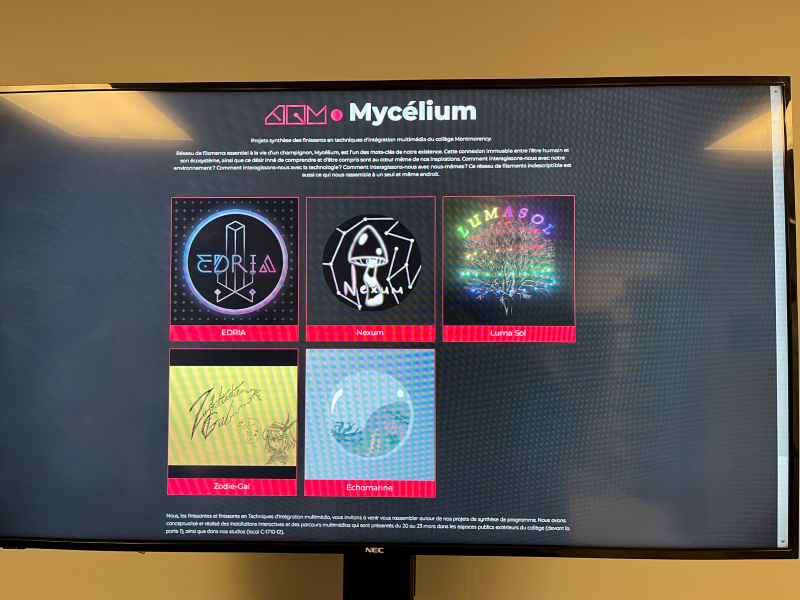 AQM Mycélium
Projets synthèse des finissants en techniques d'intégration multimédia du collège Montmorency.
Réseau de filaments essentiel à la vie d'un champignon, Mycélium, est l'un des mots-clés de notre existence. Cette connexion immuable entre l'être humain et
son écosystème, ainsi que ce désir inné de comprendre et d'être compris sont au cœur même de nos inspirations. Comment interagissons-nous avec notre
environnement? Comment interagissons-nous avec la technologie? Comment interagissons-nous avec nous-mêmes? Ce réseau de filaments indescriptible est
aussi ce qui nous rassemble à un seul et même androit.
EDRIA
Nexum
LUMASOL
EDRIA
Nexum
Luma Sol
Zodie-Gal
Échomarine
Nous, les finissantes et finissants en Techniques d'intégration multimédia, vous invitons à venir vous rassembler autour de nos projets de synthèse de programme. Nous avons
conceptualisé et réalisé des installations interactives et des parcours multimédias qui sont présentés du 20 au 23 mars dans les espaces publics extérieurs du collège (devant la
porte 1), ainsi que dans nos studios (local C-1710-12).
NEC